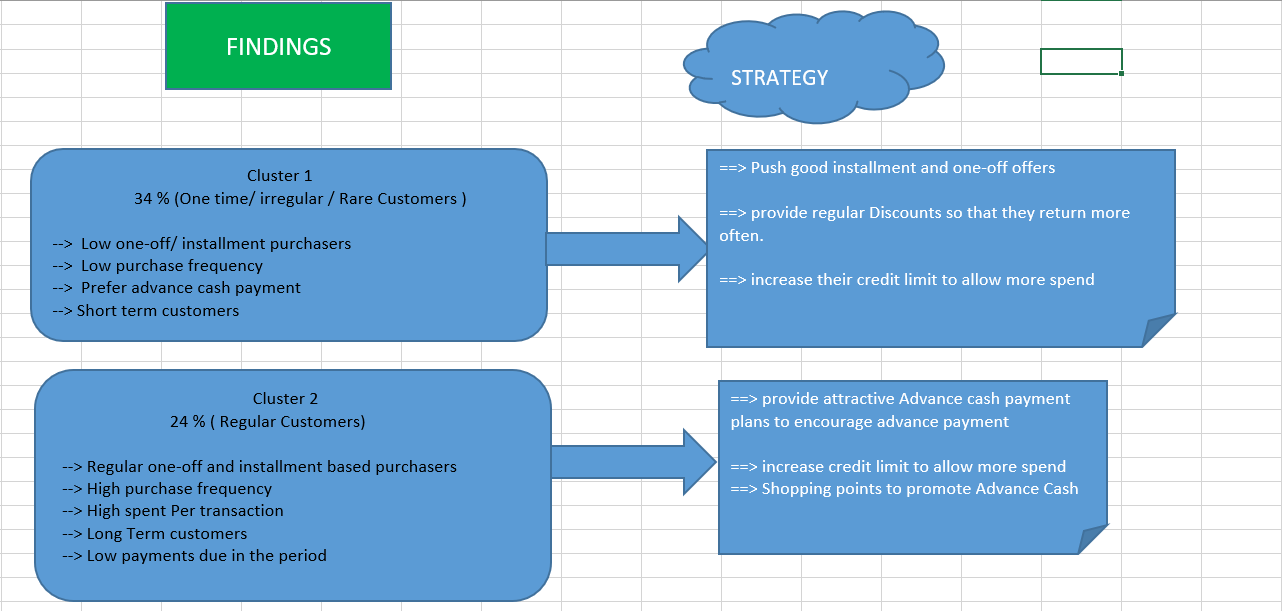 FINDINGS
STRATEGY
Cluster 1
34 % (One time/ irregular / Rare Customers )
--> Low one-off/ installment purchasers
--> Low purchase frequency
--> Prefer advance cash payment
--> Short term customers
==> Push good installment and one-off offers
==> provide regular Discounts so that they return more
often.
==> increase their credit limit to allow more spend
Cluster 2
24 % ( Regular Customers)
--> Regular one-off and installment based purchasers
--> High purchase frequency
--> High spent Per transaction
--> Long Term customers
--> Low payments due in the period
==> provide attractive Advance cash payment
plans to encourage advance payment
==> increase credit limit to allow more spend
==> Shopping points to promote Advance Cash